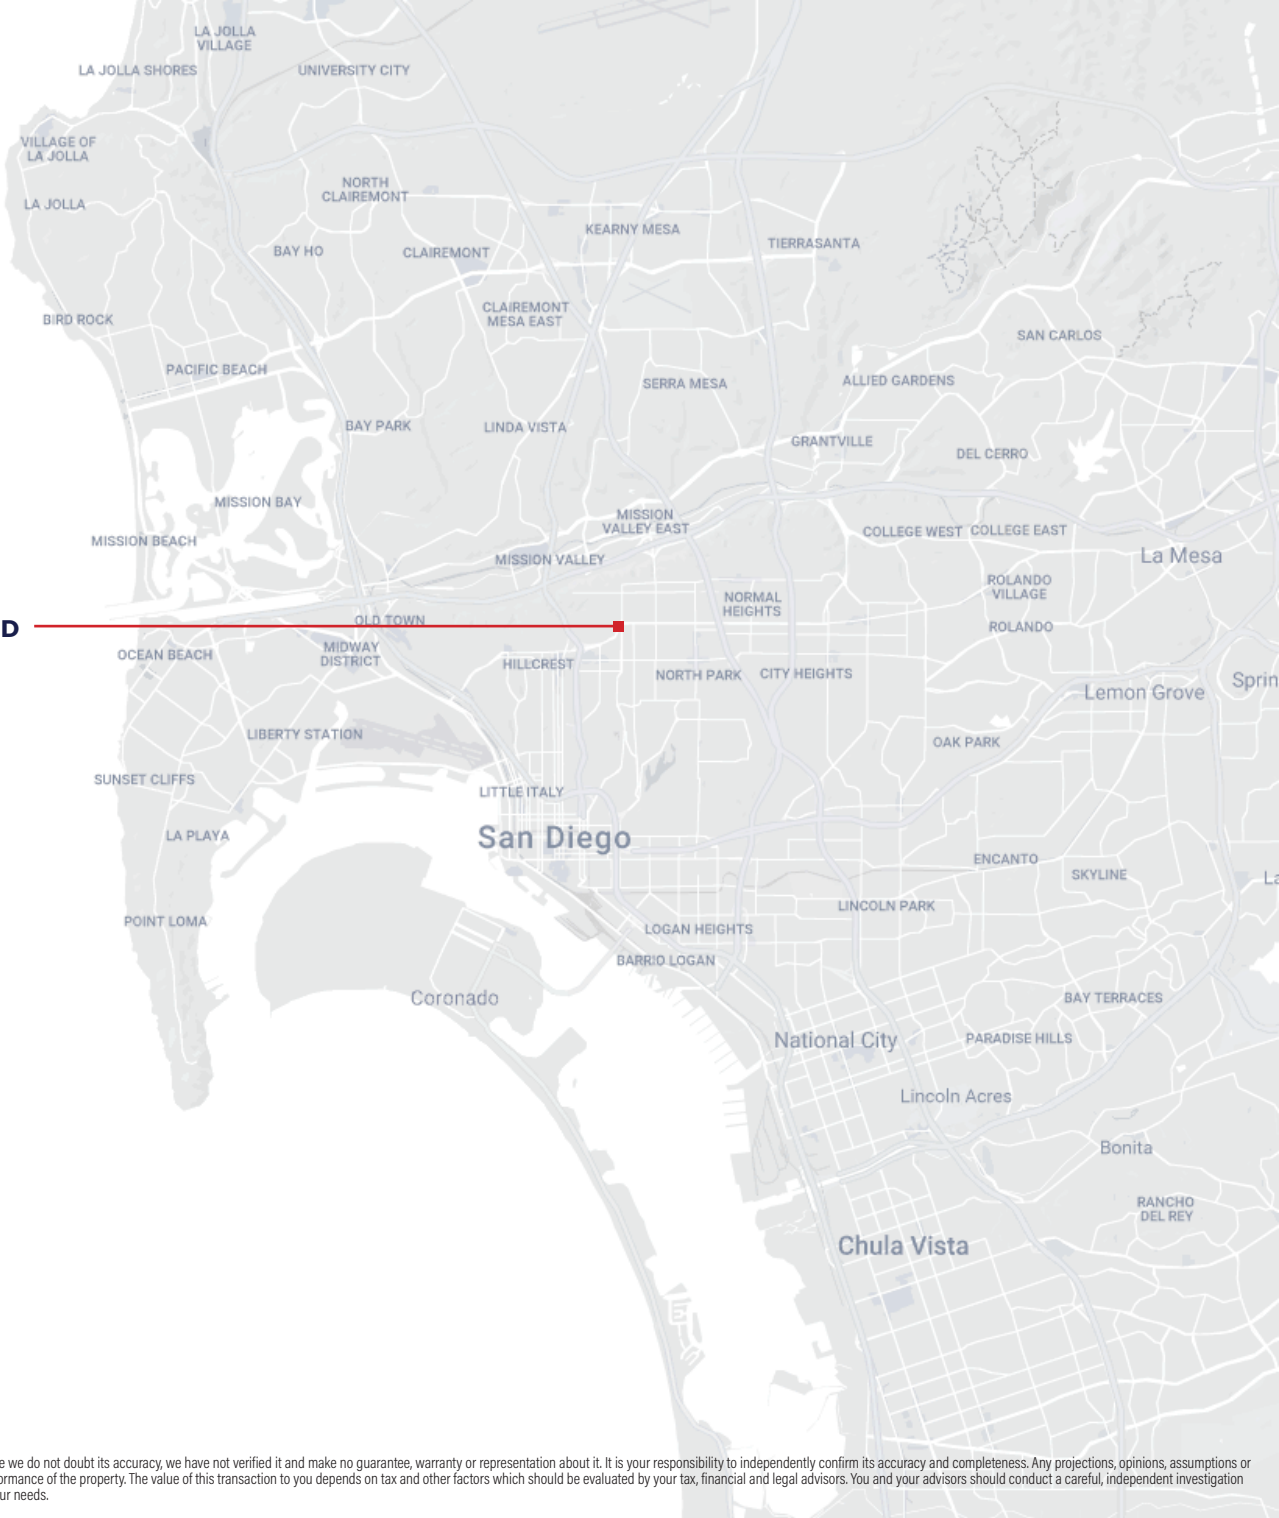 LA JOLLA
VILLAGE
LA JOLLA SHORES
UNIVERSITY CITY
VILLAGE OF
LA JOLLA
NORTH
CLAIREMONT
LA JOLLA
KEARNY MESA
TIERRASANTA
BAY HO
CLAIREMONT
CLAIREMONT
MESA EAST
BIRD ROCK
SAN CARLOS
PACIFIC BEACH
SERRA MESA
ALLIED GARDENS
BAY PARK
LINDA VISTA
GRANTVILLE
DEL CERRO
MISSION BAY
MISSION
VALLEY EAST
COLLEGE WEST
COLLEGE EAST
MISSION BEACH
MISSION VALLEY
La Mesa
ROLANDO
VILLAGE
NORMAL
HEIGHTS
OLD TOWN
D
ROLANDO
OCEAN BEACH
MIDWAY
DISTRICT
HILLCREST
NORTH PARK
CITY HEIGHTS
Lemon Grove
Sprin
LIBERTY STATION
OAK PARK
SUNSET CLIFFS
LITTLE ITALY
LA PLAYA
San Diego
ENCANTO
SKYLINE
La
LINCOLN PARK
POINT LOMA
LOGAN HEIGHTS
BARRIO LOGAN
Coronado
BAY TERRACES
National City
PARADISE HILLS
Lincoln Acres
Bonita
RANCHO
DEL REY
Chula Vista
e we do not doubt its accuracy, we have not verified it and make no guarantee, warranty or representation about it. It is your responsibility to independently confirm its accuracy and completeness. Any projections, opinions, assumptions or
ormance of the property. The value of this transaction to you depends on tax and other factors which should be evaluated by your tax, financial and legal advisors. You and your advisors should conduct a careful, independent investigation
ur needs.